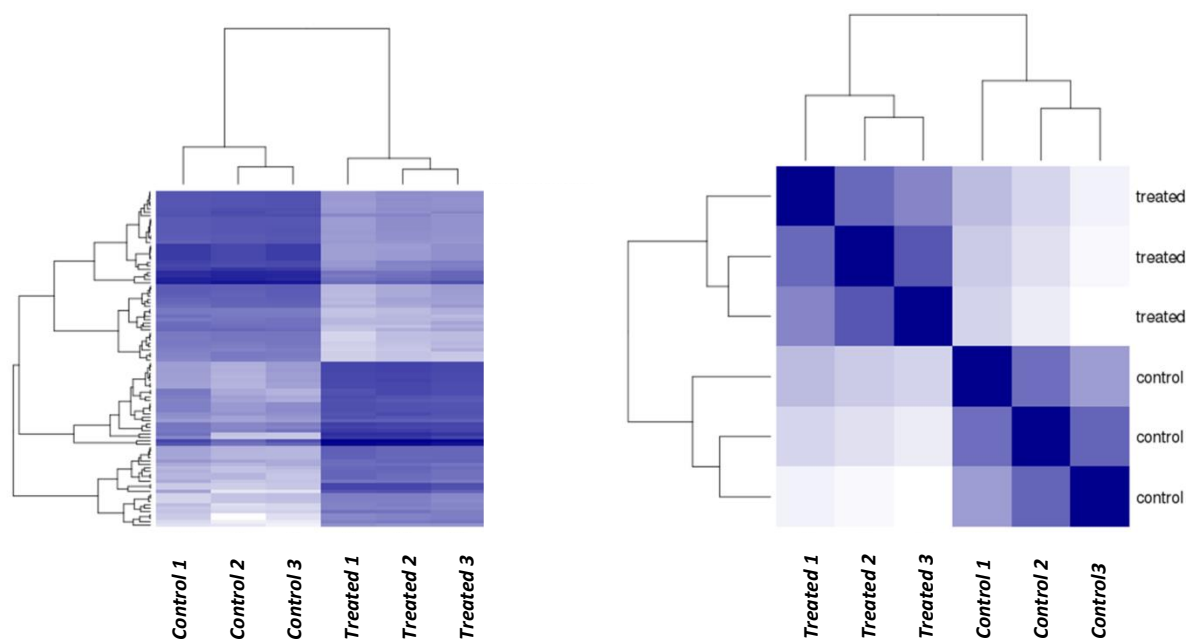 treated
treated
treated
control
control
control
Control 1
Control 2
Control 3
Treated 1
Treated 2
Treated 3
Treated 1
Treated 2
Treated 3
Control 1
Control 2
Control3